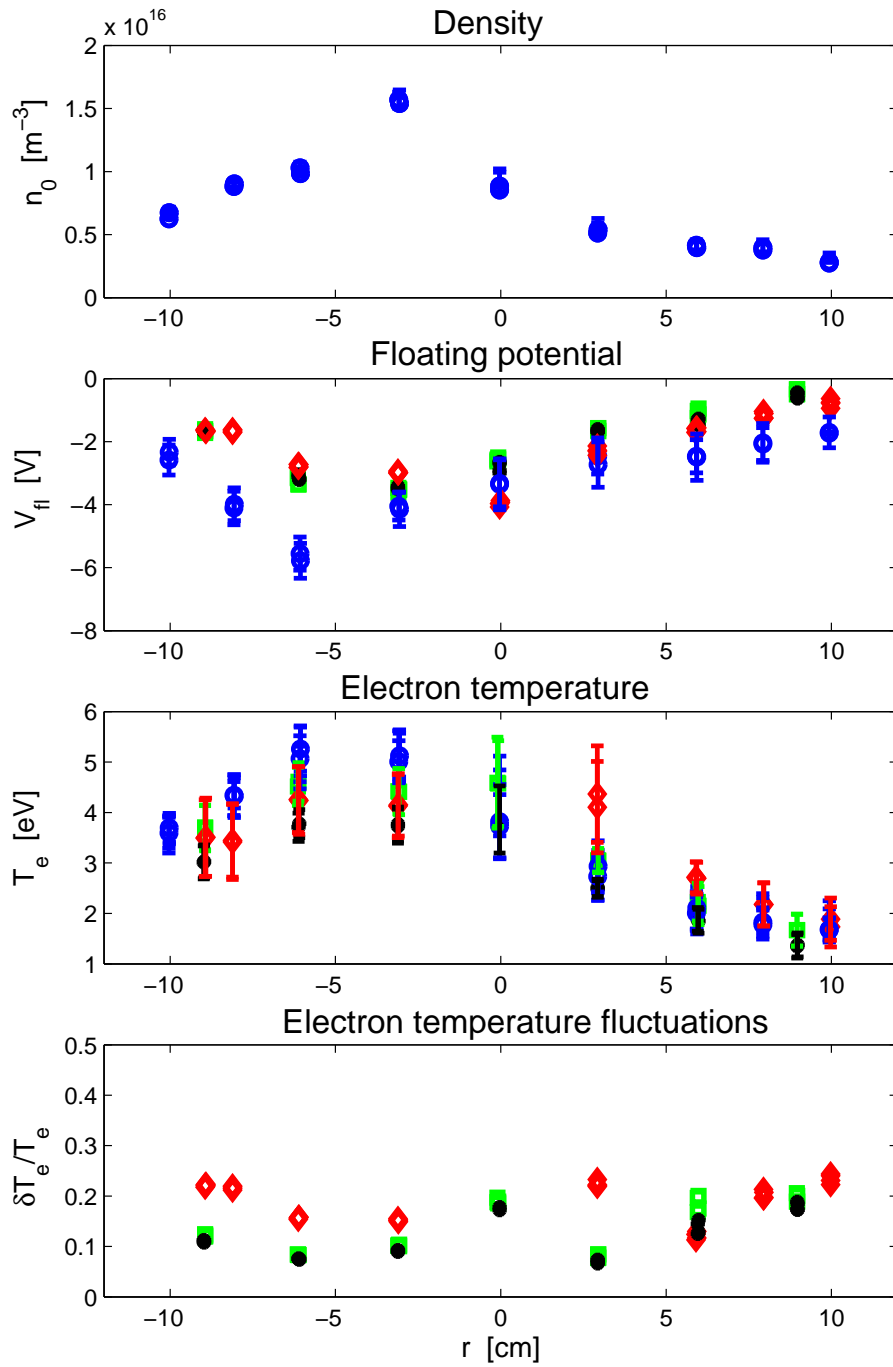 x 10^16
Density
2
1.5
1
0.5
0
n_0 [m^−3]
−10 −5 0 5 10
Floating potential
0
−2
−4
−6
−8
V_fl [V]
−10 −5 0 5 10
Electron temperature
6
5
4
3
2
1
T_e [eV]
−10 −5 0 5 10
Electron temperature fluctuations
0.5
0.4
0.3
0.2
0.1
0
δT_e/T_e
−10 −5 0 5 10
r [cm]